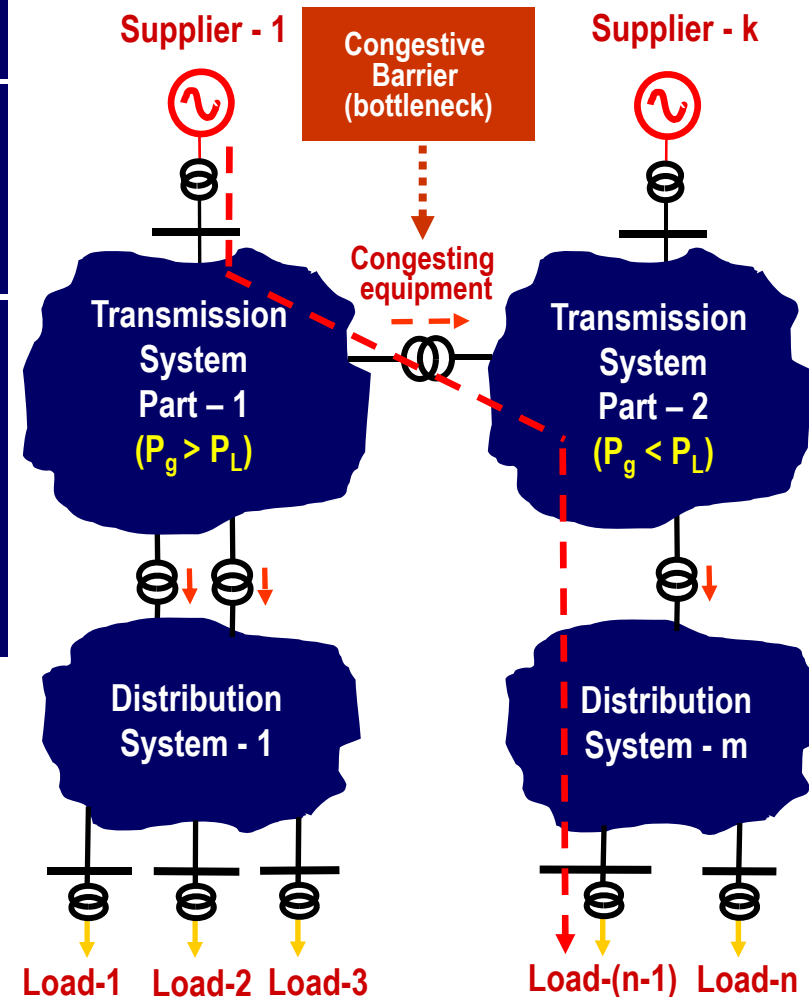 Supplier - 1
Congestive
Barrier
(bottleneck)
Supplier - k
Congesting
equipment
Transmission
System
Part – 1
(Pg > PL)
Transmission
System
Part – 2
(Pg < PL)
Distribution
System - 1
Distribution
System - m
Load-1
Load-2
Load-3
Load-(n-1)
Load-n